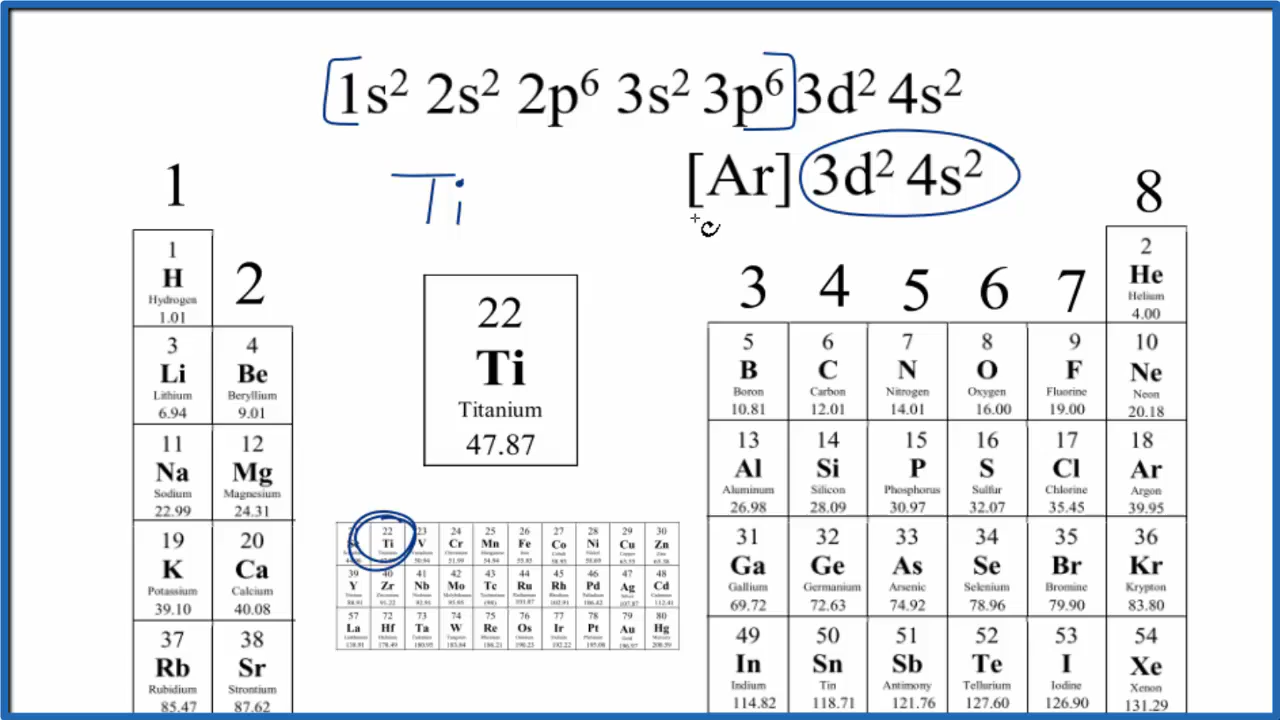 1s² 2s² 2p⁶ 3s² 3p⁶ 3d² 4s²
Ti [Ar] 3d² 4s²
1 8
1 2
H 2 He
Hydrogen 3 4 5 6 7 Helium
1.01 4.00
22
Ti
Titanium
47.87
3 4 5 6 7 8 9 10
Li Be B C N O F Ne
Lithium Beryllium Boron Carbon Nitrogen Oxygen Fluorine Neon
6.94 9.01 10.81 12.01 14.01 16.00 19.00 20.18
11 12 13 14 15 16 17 18
Na Mg Al Si P S Cl Ar
Sodium Magnesium Aluminum Silicon Phosphorus Sulfur Chlorine Argon
22.99 24.31 26.98 28.09 30.97 32.07 35.45 39.95
19 20 31 32 33 34 35 36
K Ca Ga Ge As Se Br Kr
Potassium Calcium Gallium Germanium Arsenic Selenium Bromine Krypton
39.10 40.08 69.72 72.63 74.92 78.96 79.90 83.80
37 38 49 50 51 52 53 54
Rb Sr In Sn Sb Te I Xe
Rubidium Strontium Indium Tin Antimony Tellurium Iodine Xenon
85.47 87.62 114.82 118.71 121.76 127.60 126.90 131.29
22 23 24 25 26 27 28 29 30
Ti V Cr Mn Fe Co Ni Cu Zn
39 40 41 42 43 44 45 46 47 48
Y Zr Nb Mo Tc Ru Rh Pd Ag Cd
57 72 73 74 75 76 77 78 79 80
La Hf Ta W Re Os Ir Pt Au Hg